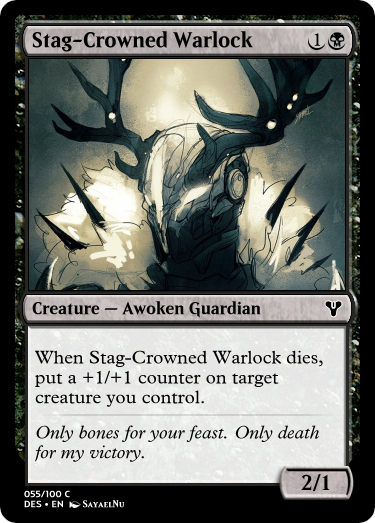 Stag-Crowned Warlock 1
Creature — Awoken Guardian
When Stag-Crowned Warlock dies,
put a +1/+1 counter on target
creature you control.
Only bones for your feast. Only death
for my victory.
2/1
055/100 C
DES • EN SayaelNu